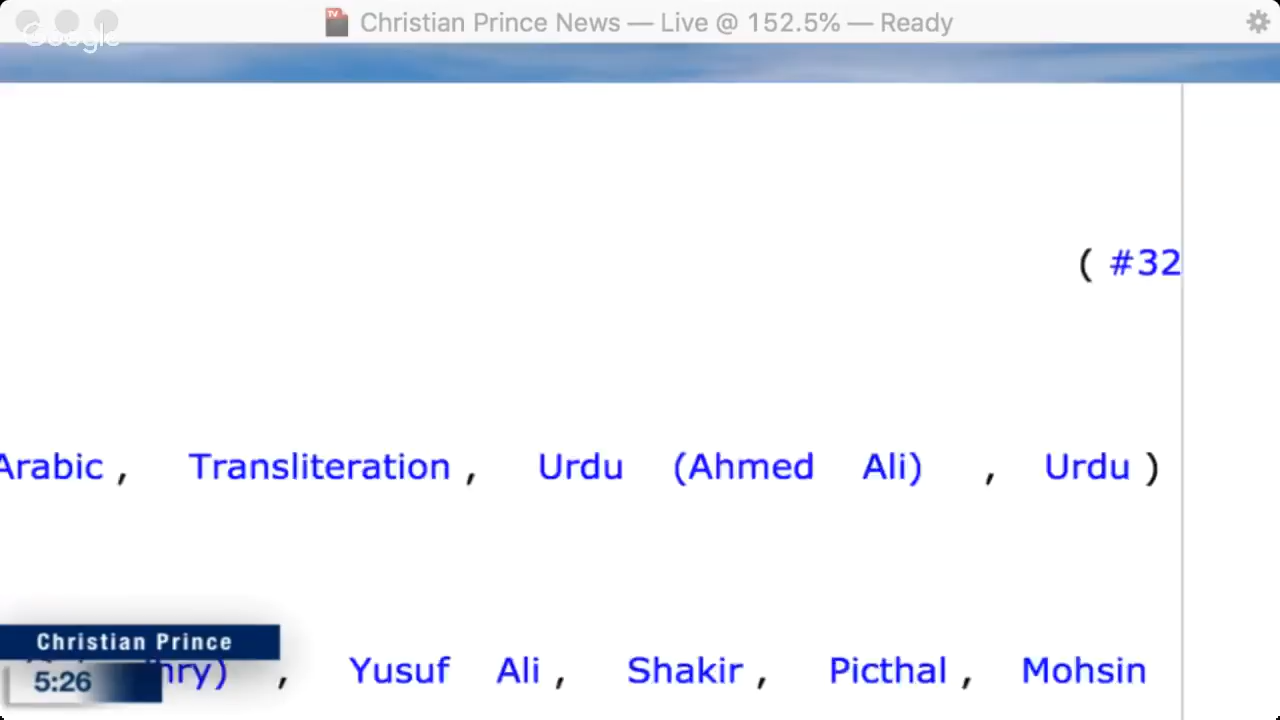 Christian Prince News — Live @ 152.5% — Ready
Google
( #32
Arabic , Transliteration , Urdu (Ahmed Ali) , Urdu )
Yusuf Ali , Shakir , Picthal , Mohsin
Christian Prince
5:26